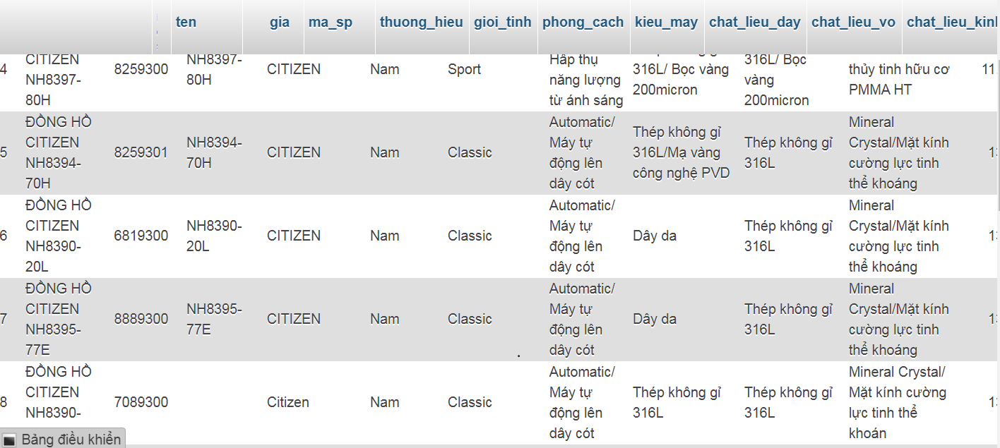 ten gia ma_sp thuong_hieu gioi_tinh phong_cach kieu_may chat_lieu_day chat_lieu_vo
4 CITIZEN NH8397-80H 8259300 NH8397-80H CITIZEN Nam Sport Hấp thụ năng lượng từ ánh sáng 316L/ Bọc vàng 200micron 316L/ Bọc vàng 200micron thủy tinh hữu cơ PMMA HT
5 ĐỒNG HỒ CITIZEN NH8394-70H 8259301 NH8394-70H CITIZEN Nam Classic Automatic/ Máy tự động lên dây cót Thép không gỉ 316L/Mạ vàng công nghệ PVD Thép không gỉ 316L Mineral Crystal/Mặt kính cường lực tinh thể khoáng
6 ĐỒNG HỒ CITIZEN NH8390-20L 6819300 NH8390-20L CITIZEN Nam Classic Automatic/ Máy tự động lên dây cót Dây da Thép không gỉ 316L Mineral Crystal/Mặt kính cường lực tinh thể khoáng
7 ĐỒNG HỒ CITIZEN NH8395-77E 8889300 NH8395-77E CITIZEN Nam Classic Automatic/ Máy tự động lên dây cót Dây da Thép không gỉ 316L Mineral Crystal/Mặt kính cường lực tinh thể khoáng
8 ĐỒNG HỒ CITIZEN NH8390- 7089300 Citizen Nam Classic Automatic/ Máy tự động lên dây cót Thép không gỉ 316L Thép không gỉ 316L Mineral Crystal/ Mặt kính cường lực tinh thể khoán
Bảng điều khiển